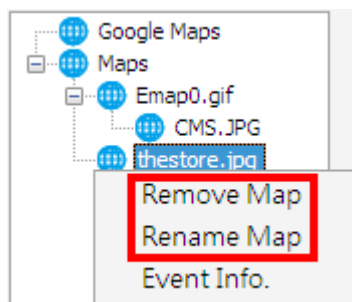 Google Maps
Maps
Emap0.gif
CMS.JPG
thestore.jpg
Remove Map
Rename Map
Event Info.